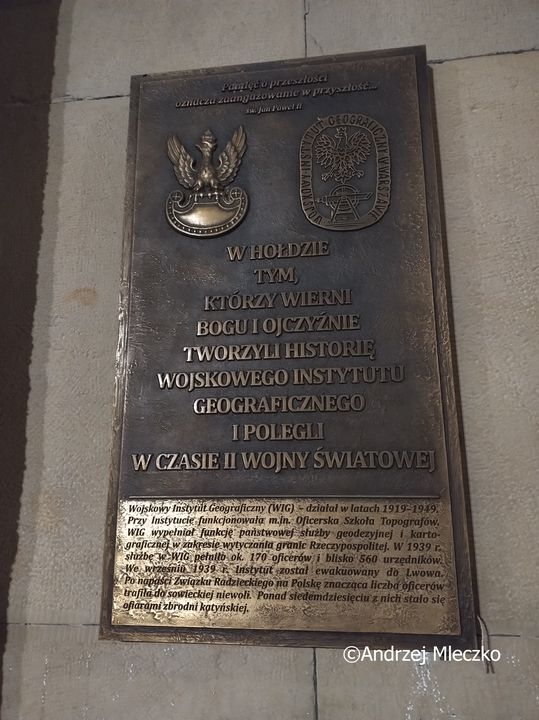 Pamięć o przeszłości
oznacza zaangażowanie w przyszłość...
św. Jan Paweł II
WOJSKOWY INSTYTUT GEOGRAFICZNY W WARSZAWIE
W HOŁDZIE
TYM,
KTÓRZY WIERNI
BOGU I OJCZYŹNIE
TWORZYLI HISTORIĘ
WOJSKOWEGO INSTYTUTU
GEOGRAFICZNEGO
I POLEGLI
W CZASIE II WOJNY ŚWIATOWEJ
Wojskowy Instytut Geograficzny (WIG) – działał w latach 1919–1949.
Przy Instytucie funkcjonowała m.in. Oficerska Szkoła Topografów.
WIG wypełniał funkcję państwowej służby geodezyjnej i karto-
graficznej w zakresie wytyczania granic Rzeczypospolitej. W 1939 r.
służbę w WIG pełniło ok. 170 oficerów i blisko 560 urzędników.
We wrześniu 1939 r. Instytut został ewakuowany do Lwowa.
Po napaści Związku Radzieckiego na Polskę znacząca liczba oficerów
trafiła do sowieckiej niewoli. Ponad siedemdziesięciu z nich stało się
ofiarami zbrodni katyńskiej.
©Andrzej Mleczko